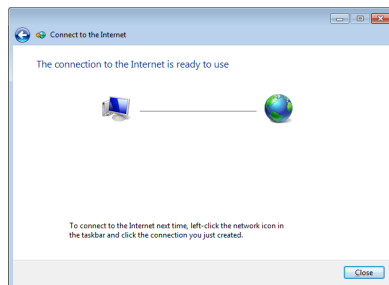 Connect to the Internet
The connection to the Internet is ready to use
To connect to the Internet next time, left-click the network icon in
the taskbar and click the connection you just created.
Close